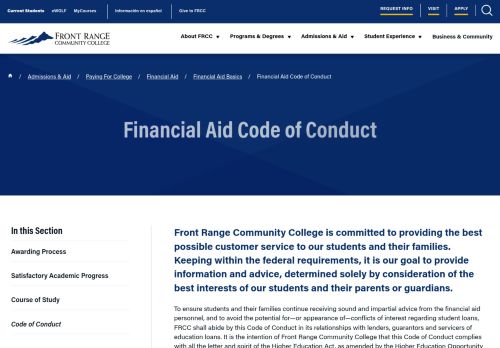 Current Students eWOLF MyCourses Información en español Apply Give to FRCC REQUEST INFO VISIT APPLY
FRONT RANGE
COMMUNITY COLLEGE
About FRCC Programs & Degrees Admissions & Aid Student Experience Business & Community
/ Admissions & Aid / Paying For College / Financial Aid / Financial Aid Basics / Financial Aid Code of Conduct
Financial Aid Code of Conduct
In this Section
Awarding Process
Satisfactory Academic Progress
Course of Study
Code of Conduct
Front Range Community College is committed to providing the best
possible customer service to our students and their families.
Keeping within the federal requirements, it is our goal to provide
information and advice, determined solely by consideration of the
best interests of our students and their parents or guardians.
To ensure students and their families continue receiving sound and impartial advice from the financial aid
personnel, and to avoid the potential for—or appearance of—conflicts of interest regarding student loans,
FRCC shall abide by this Code of Conduct in its relationships with lenders, guarantors and servicers of
education loans. It is the intention of Front Range Community College that this Code of Conduct complies
with all the letter and spirit of the Higher Education Act, as amended by the Higher Education Opportunity